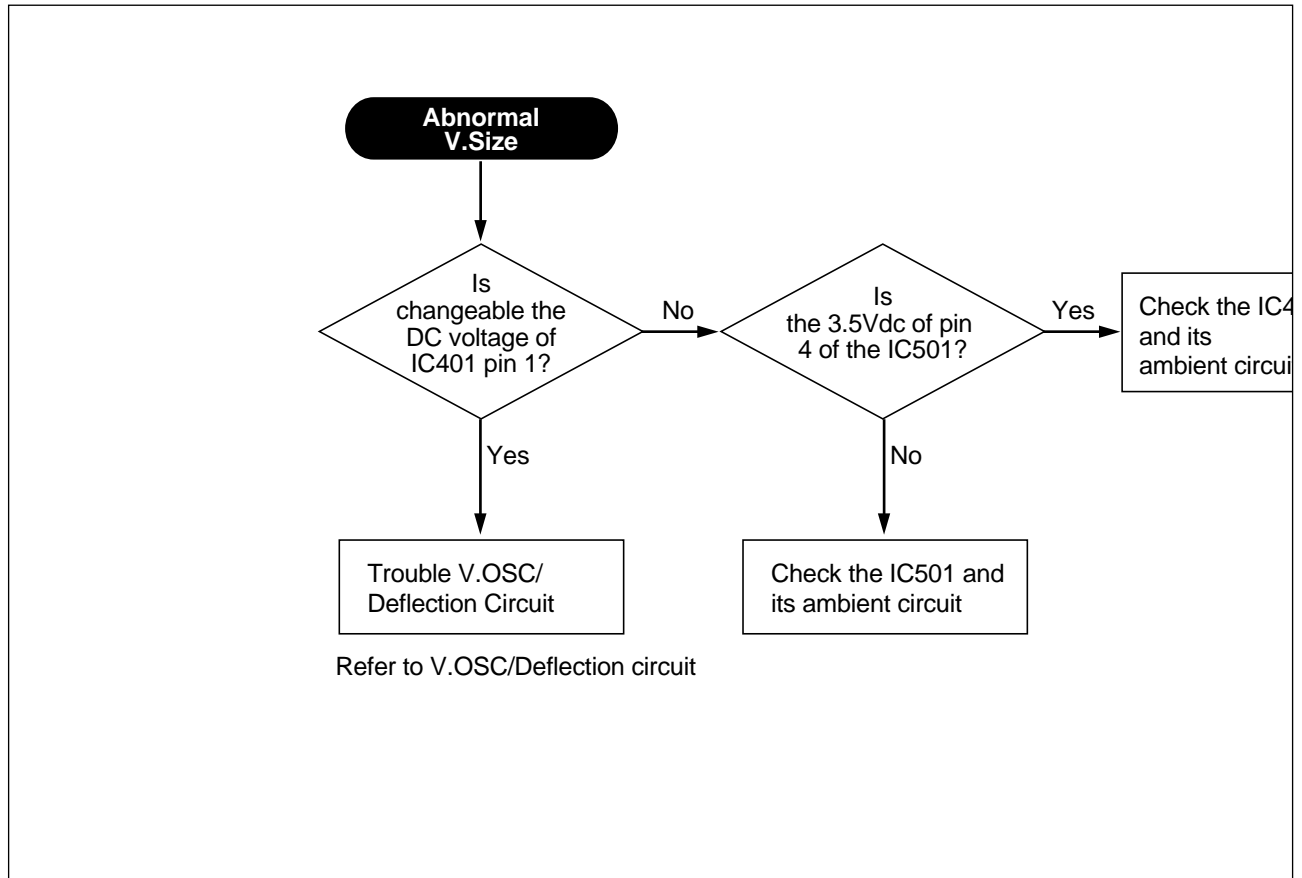 Abnormal
V.Size
Is
changeable the
DC voltage of
IC401 pin 1?
No
Is
the 3.5Vdc of pin
4 of the IC501?
Yes
Check the
and its
ambient
Yes
No
Trouble V.OSC/
Deflection Circuit
Check the IC501 and
its ambient circuit
Refer to V.OSC/Deflection circuit